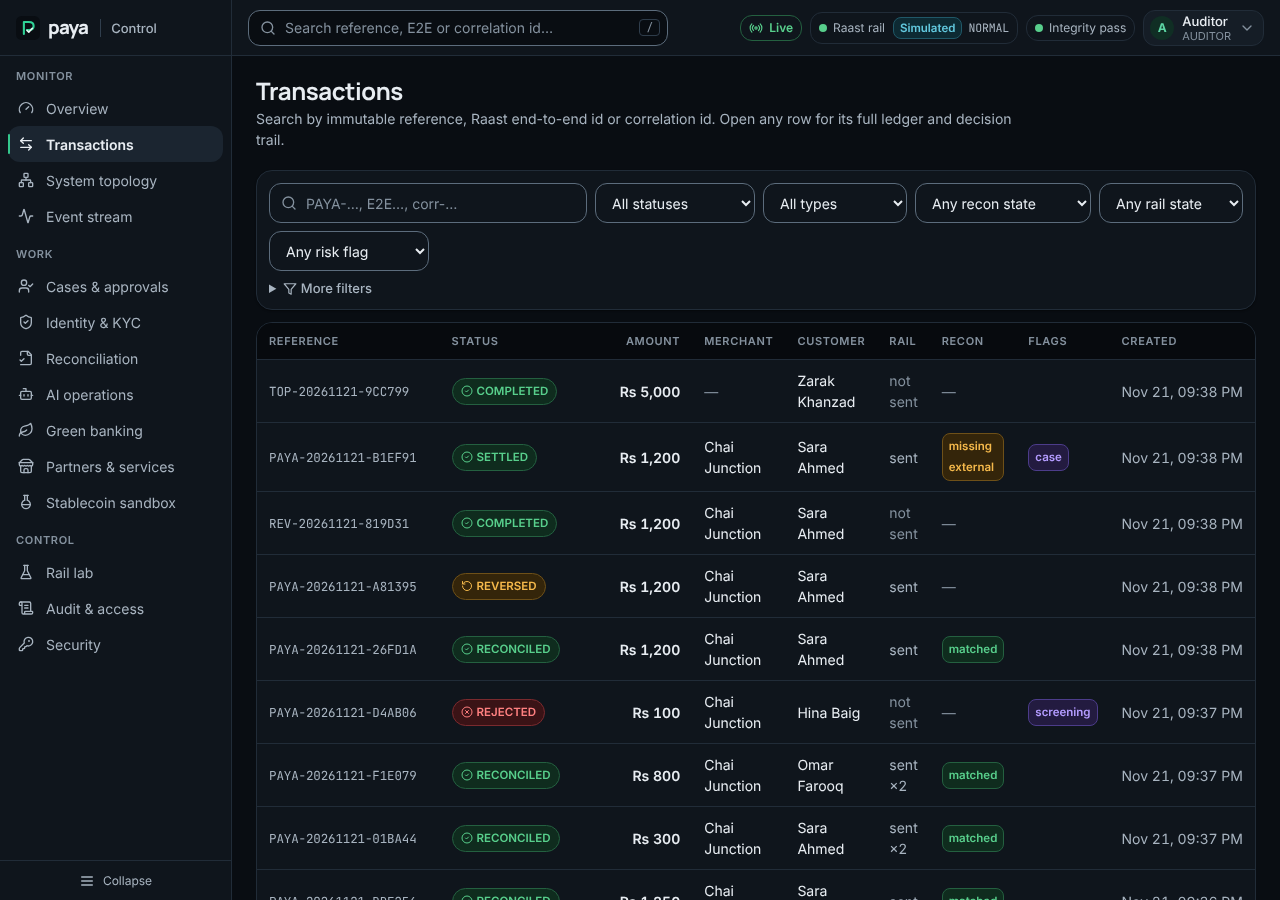 paya Control
Search reference, E2E or correlation id... /
Live
Raast rail Simulated NORMAL
Integrity pass
A Auditor
AUDITOR
MONITOR
Overview
Transactions
System topology
Event stream
WORK
Cases & approvals
Identity & KYC
Reconciliation
AI operations
Green banking
Partners & services
Stablecoin sandbox
CONTROL
Rail lab
Audit & access
Security
Collapse
Transactions
Search by immutable reference, Raast end-to-end id or correlation id. Open any row for its full ledger and decision
trail.
PAYA-..., E2E..., corr-... All statuses All types Any recon state Any rail state
Any risk flag
More filters
REFERENCE STATUS AMOUNT MERCHANT CUSTOMER RAIL RECON FLAGS CREATED
TOP-20261121-9CC799 COMPLETED Rs 5,000 — Zarak Khanzad not sent — Nov 21, 09:38 PM
PAYA-20261121-B1EF91 SETTLED Rs 1,200 Chai Junction Sara Ahmed sent missing external case Nov 21, 09:38 PM
REV-20261121-819D31 COMPLETED Rs 1,200 Chai Junction Sara Ahmed not sent — Nov 21, 09:38 PM
PAYA-20261121-A81395 REVERSED Rs 1,200 Chai Junction Sara Ahmed sent — Nov 21, 09:38 PM
PAYA-20261121-26FD1A RECONCILED Rs 1,200 Chai Junction Sara Ahmed sent matched Nov 21, 09:38 PM
PAYA-20261121-D4AB06 REJECTED Rs 100 Chai Junction Hina Baig not sent — screening Nov 21, 09:37 PM
PAYA-20261121-F1E079 RECONCILED Rs 800 Chai Junction Omar Farooq sent ×2 matched Nov 21, 09:37 PM
PAYA-20261121-01BA44 RECONCILED Rs 300 Chai Junction Sara Ahmed sent ×2 matched Nov 21, 09:37 PM
Chai Sara